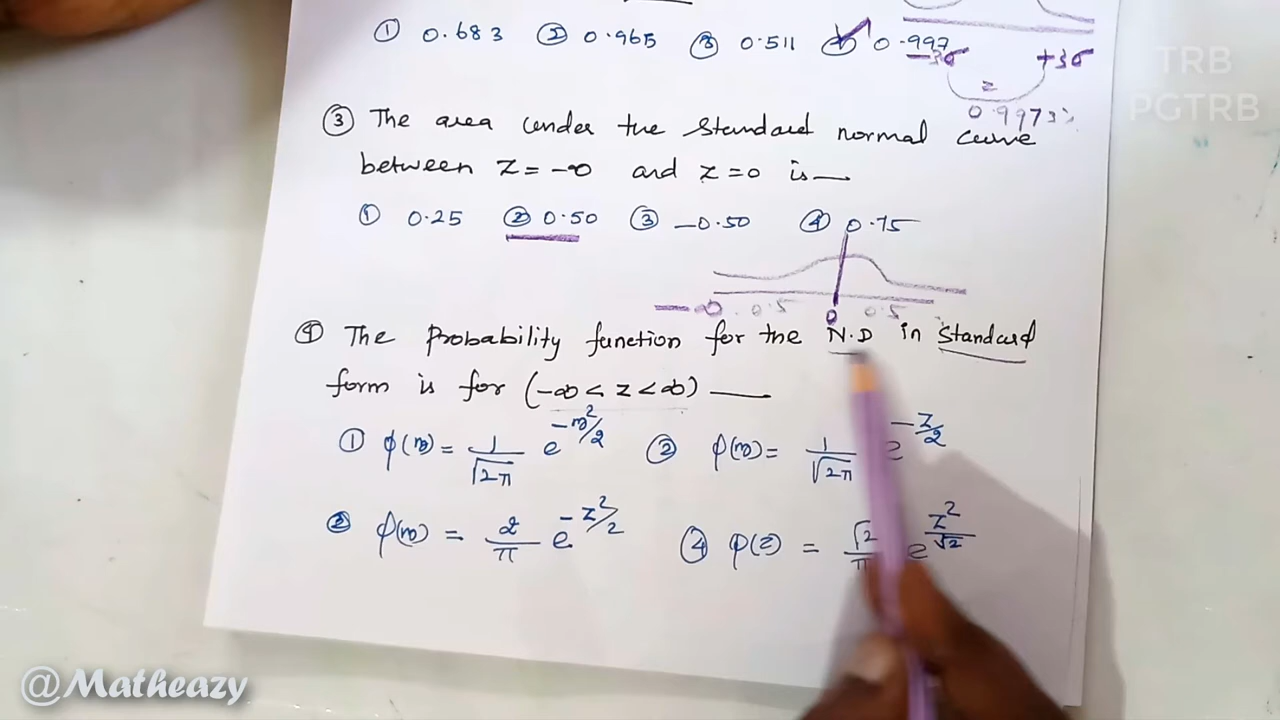 ① 0.683 ② 0.965 ③ 0.511 ④ 0.997
-3σ +3σ
=
0.9973%
TRB
PGTRB
③ The area under the standard normal curve
between z = -∞ and z = 0 is —
① 0.25 ② 0.50 ③ -0.50 ④ 0.75
-∞ 0.5 0 0.5
④ The Probability function for the N.D in standard
form is for (-∞ < z < ∞) —
① φ(z) = 1/√2π e^-z²/2 ② φ(z) = 1/√2π e^-z/2
② φ(z) = 2/π e^-z²/2 ④ φ(z) = √2/π e^z²/√2
@Matheazy